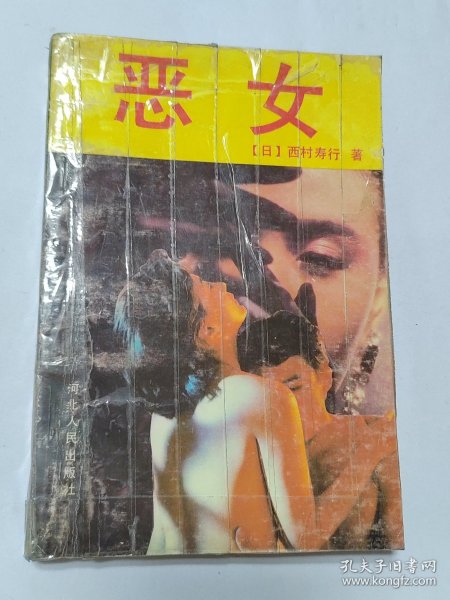 恶女
【日】西村寿行 著
河北人民出版社
孔夫子旧书网
www.kongfz.com